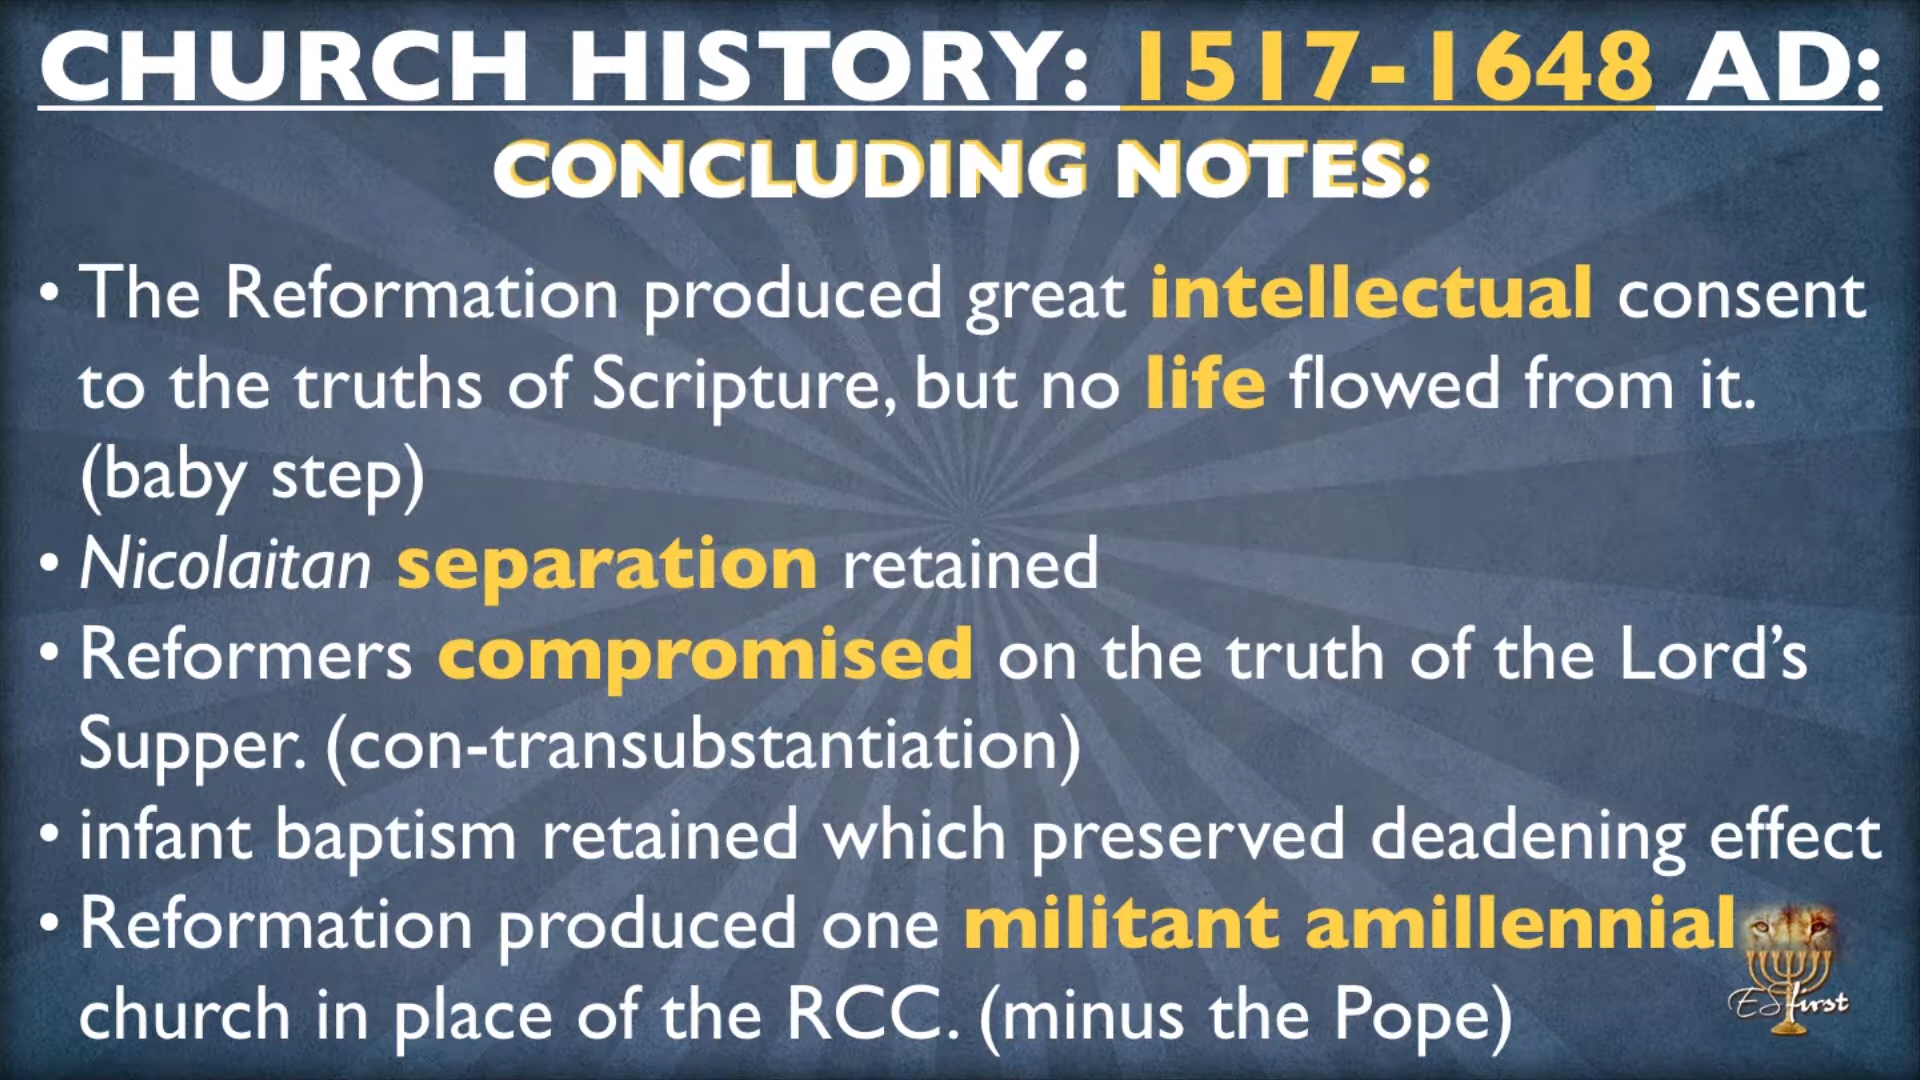 CHURCH HISTORY: 1517-1648 AD:
CONCLUDING NOTES:
• The Reformation produced great intellectual consent
to the truths of Scripture, but no life flowed from it.
(baby step)
• Nicolaitan separation retained
• Reformers compromised on the truth of the Lord’s
Supper. (con-transubstantiation)
• infant baptism retained which preserved deadening effect
• Reformation produced one militant amillennial
church in place of the RCC. (minus the Pope)
ESfirst